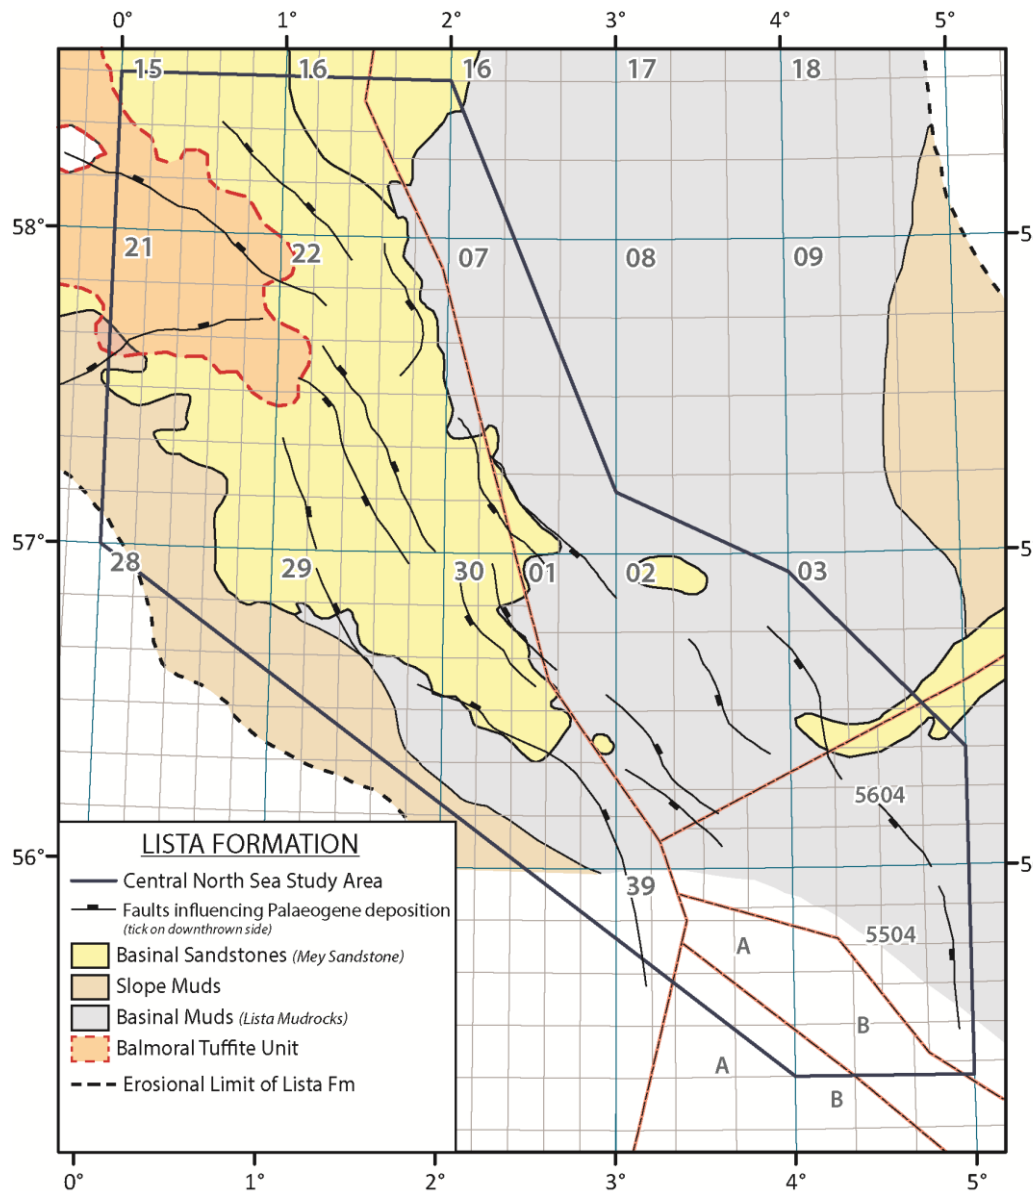 0° 1° 2° 3° 4° 5°
15 16 16 17 18
58° 5
21 22 07 08 09
57° 5
28 29 30 01 02 03
5604
56° 5
39
5504
A
B
A
B
LISTA FORMATION
Central North Sea Study Area
Faults influencing Palaeogene deposition
(tick on downthrown side)
Basinal Sandstones (Mey Sandstone)
Slope Muds
Basinal Muds (Lista Mudrocks)
Balmoral Tuffite Unit
Erosional Limit of Lista Fm
0° 1° 2° 3° 4° 5°